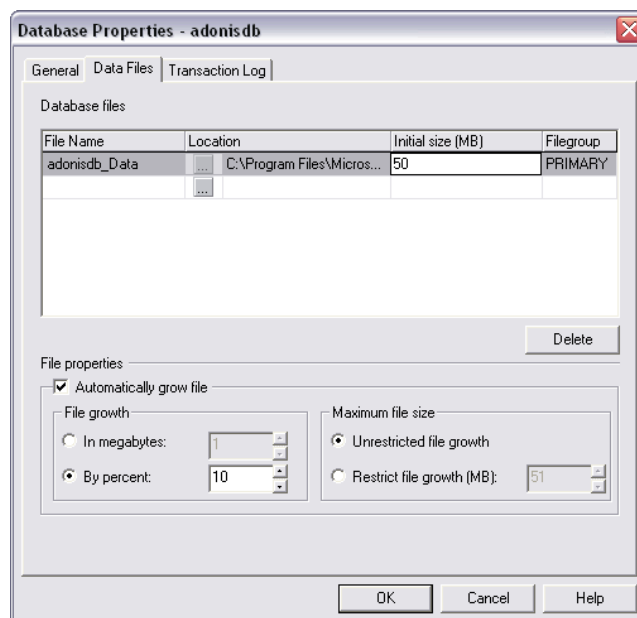 Database Properties - adonisdb
General Data Files Transaction Log
Database files
File Name Location Initial size (MB) Filegroup
adonisdb_Data ... C:\Program Files\Micros... 50 PRIMARY
...
Delete
File properties
Automatically grow file
File growth
Maximum file size
In megabytes: 1
Unrestricted file growth
By percent: 10
Restrict file growth (MB): 51
OK Cancel Help